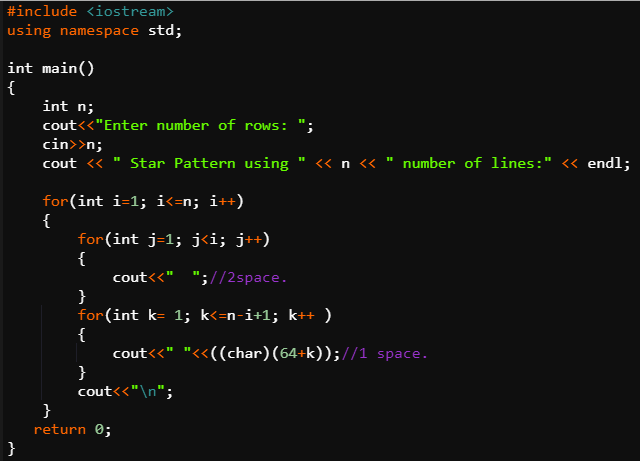 #include <iostream>
using namespace std;

int main()
{
    int n;
    cout<<"Enter number of rows: ";
    cin>>n;
    cout << " Star Pattern using " << n << " number of lines:" << endl;

    for(int i=1; i<=n; i++)
    {
        for(int j=1; j<i; j++)
        {
            cout<<"  ";//2space.
        }
        for(int k= 1; k<=n-i+1; k++ )
        {
            cout<<" "<<((char)(64+k));//1 space.
        }
        cout<<"\n";
    }
   return 0;
}